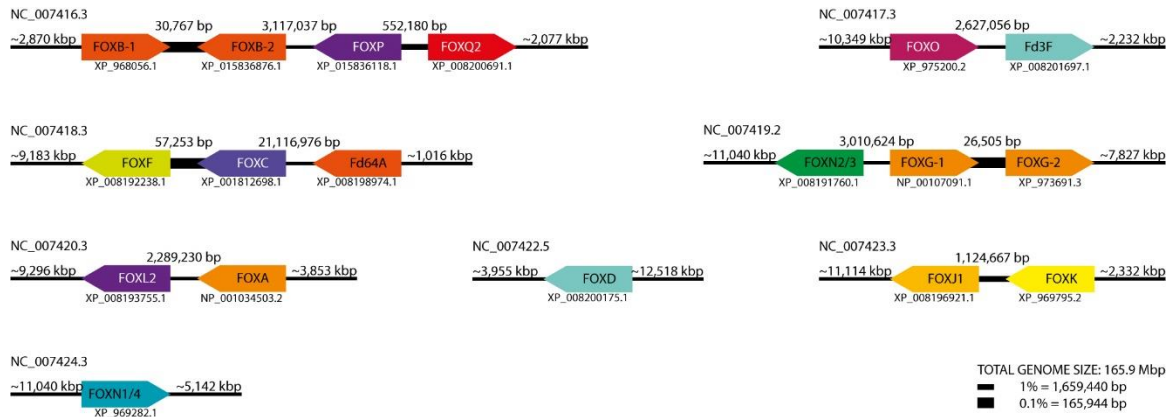 NC_007416.3
30,767 bp 3,117,037 bp 552,180 bp
~2,870 kbp FOXB-1 FOXB-2 FOXP FOXQ2 ~2,077 kbp
XP_968056.1 XP_015836876.1 XP_015836118.1 XP_008200691.1
NC_007417.3
2,627,056 bp
~10,349 kbp FOXO Fd3F ~2,232 kbp
XP_975200.2 XP_008201697.1
NC_007418.3
57,253 bp 21,116,976 bp
~9,183 kbp FOXF FOXC Fd64A ~1,016 kbp
XP_008192238.1 XP_001812698.1 XP_008198974.1
NC_007419.2
3,010,624 bp 26,505 bp
~11,040 kbp FOXN2/3 FOXG-1 FOXG-2 ~7,827 kbp
XP_008191760.1 NP_00107091.1 XP_973691.3
NC_007420.3
2,289,230 bp
~9,296 kbp FOXL2 FOXA ~3,853 kbp
XP_008193755.1 NP_001034503.2
NC_007422.5
~3,955 kbp FOXD ~12,518 kbp
XP_008200175.1
NC_007423.3
1,124,667 bp
~11,114 kbp FOXJ1 FOXK ~2,332 kbp
XP_008196921.1 XP_969795.2
NC_007424.3
~11,040 kbp FOXN1/4 ~5,142 kbp
XP_969282.1
TOTAL GENOME SIZE: 165.9 Mbp
1% = 1,659,440 bp
0.1% = 165,944 bp